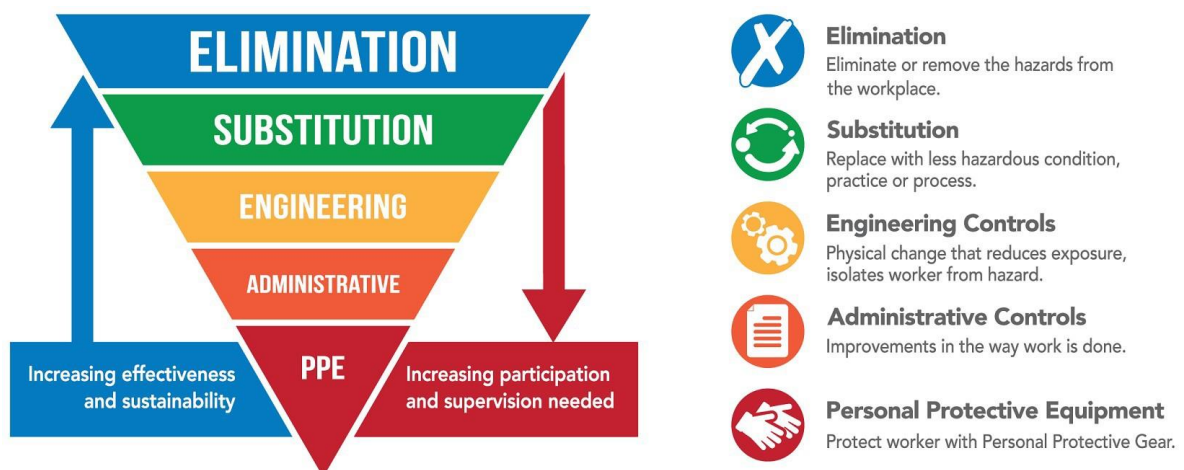 ELIMINATION
SUBSTITUTION
ENGINEERING
ADMINISTRATIVE
PPE
Increasing effectiveness
and sustainability
Increasing participation
and supervision needed
Elimination
Eliminate or remove the hazards from
the workplace.
Substitution
Replace with less hazardous condition,
practice or process.
Engineering Controls
Physical change that reduces exposure,
isolates worker from hazard.
Administrative Controls
Improvements in the way work is done.
Personal Protective Equipment
Protect worker with Personal Protective Gear.